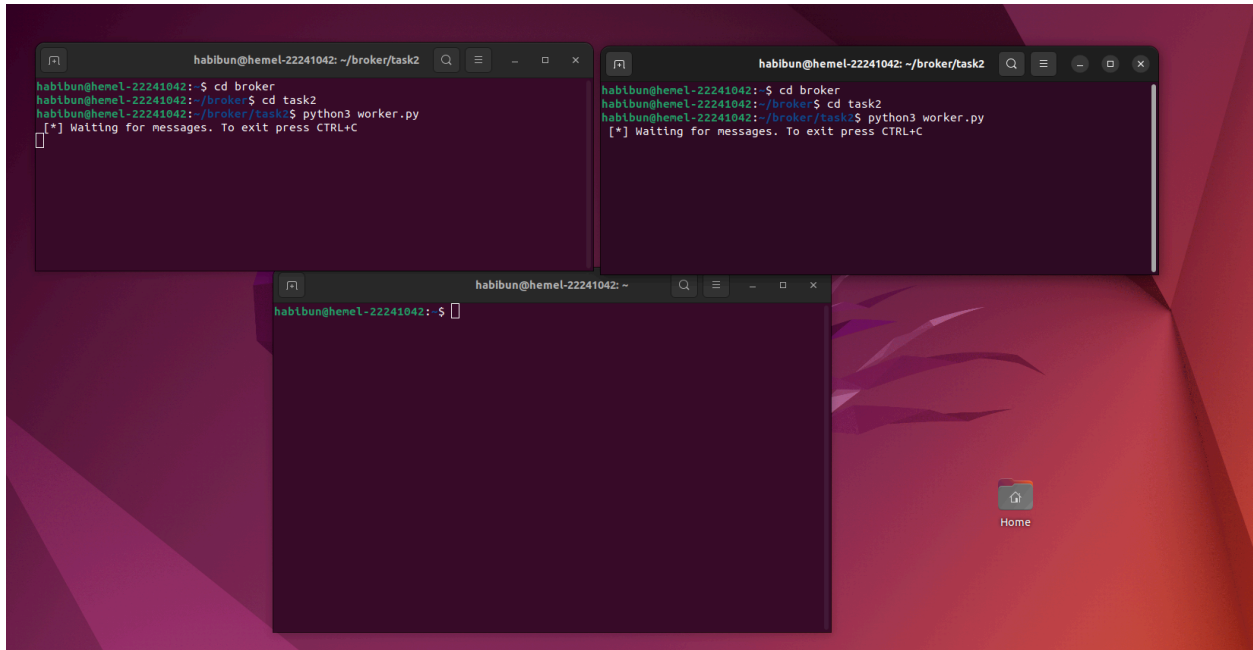 habibun@hemel-22241042: ~/broker/task2
habibun@hemel-22241042:~$ cd broker
habibun@hemel-22241042:~/broker$ cd task2
habibun@hemel-22241042:~/broker/task2$ python3 worker.py
[*] Waiting for messages. To exit press CTRL+C
habibun@hemel-22241042: ~/broker/task2
habibun@hemel-22241042:~$ cd broker
habibun@hemel-22241042:~/broker$ cd task2
habibun@hemel-22241042:~/broker/task2$ python3 worker.py
[*] Waiting for messages. To exit press CTRL+C
habibun@hemel-22241042: ~
habibun@hemel-22241042:~$
Home